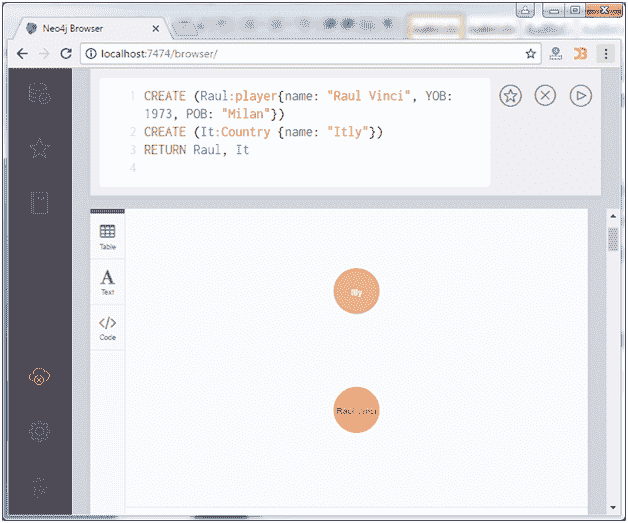 Neo4j Browser
localhost:7474/browser/
1 CREATE (Raul:player{name: "Raul Vinci", YOB:
1973, POB: "Milan"})
2 CREATE (It:Country {name: "Itly"})
3 RETURN Raul, It
4
Table
Text
Code
Itly
Raul Vinci